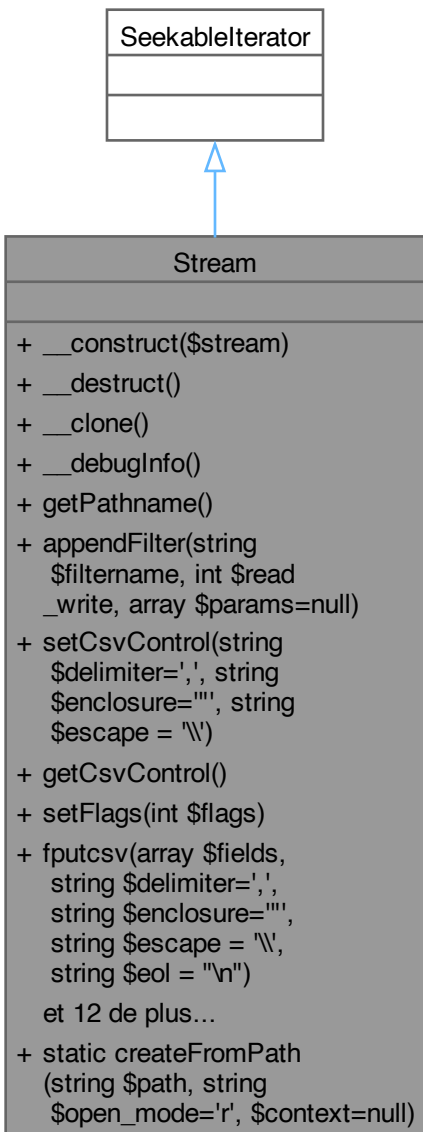 SeekableIterator
Stream
+ __construct($stream)
+ __destruct()
+ __clone()
+ __debugInfo()
+ getPathname()
+ appendFilter(string
$filtername, int $read
_write, array $params=null)
+ setCsvControl(string
$delimiter=',', string
$enclosure='"', string
$escape = '\\')
+ getCsvControl()
+ setFlags(int $flags)
+ fputcsv(array $fields,
string $delimiter=',',
string $enclosure='"',
string $escape = '\\',
string $eol = "\n")
et 12 de plus...
+ static createFromPath
(string $path, string
$open_mode='r', $context=null)